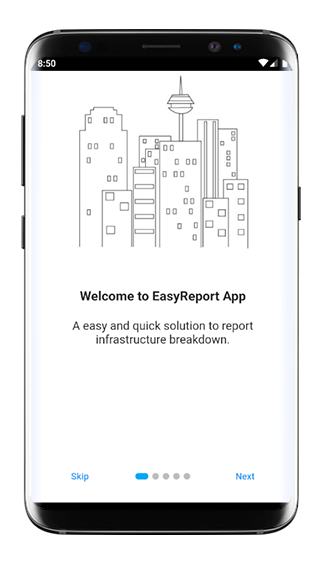 8:50
Welcome to EasyReport App
A easy and quick solution to report
infrastructure breakdown.
Skip
Next